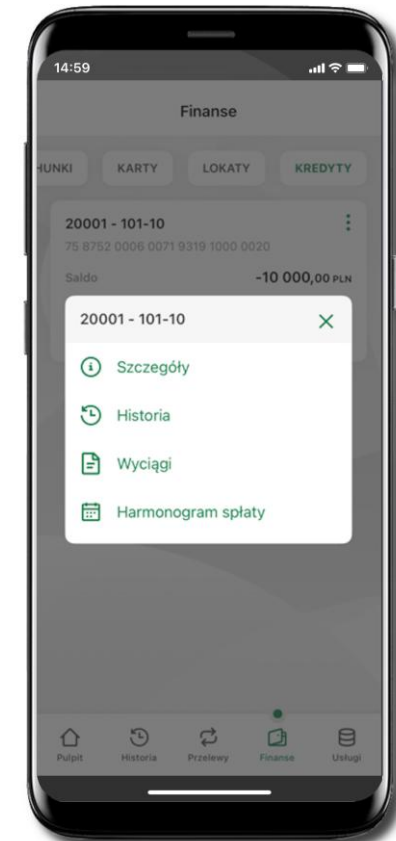 14:59
Finanse
HUNKI KARTY LOKATY KREDYTY
20001 - 101-10
75 8752 0006 0071 9319 1000 0020
Saldo -10 000,00 PLN
20001 - 101-10
Szczegóły
Historia
Wyciągi
Harmonogram spłaty
Pulpit Historia Przelewy Finanse Usługi